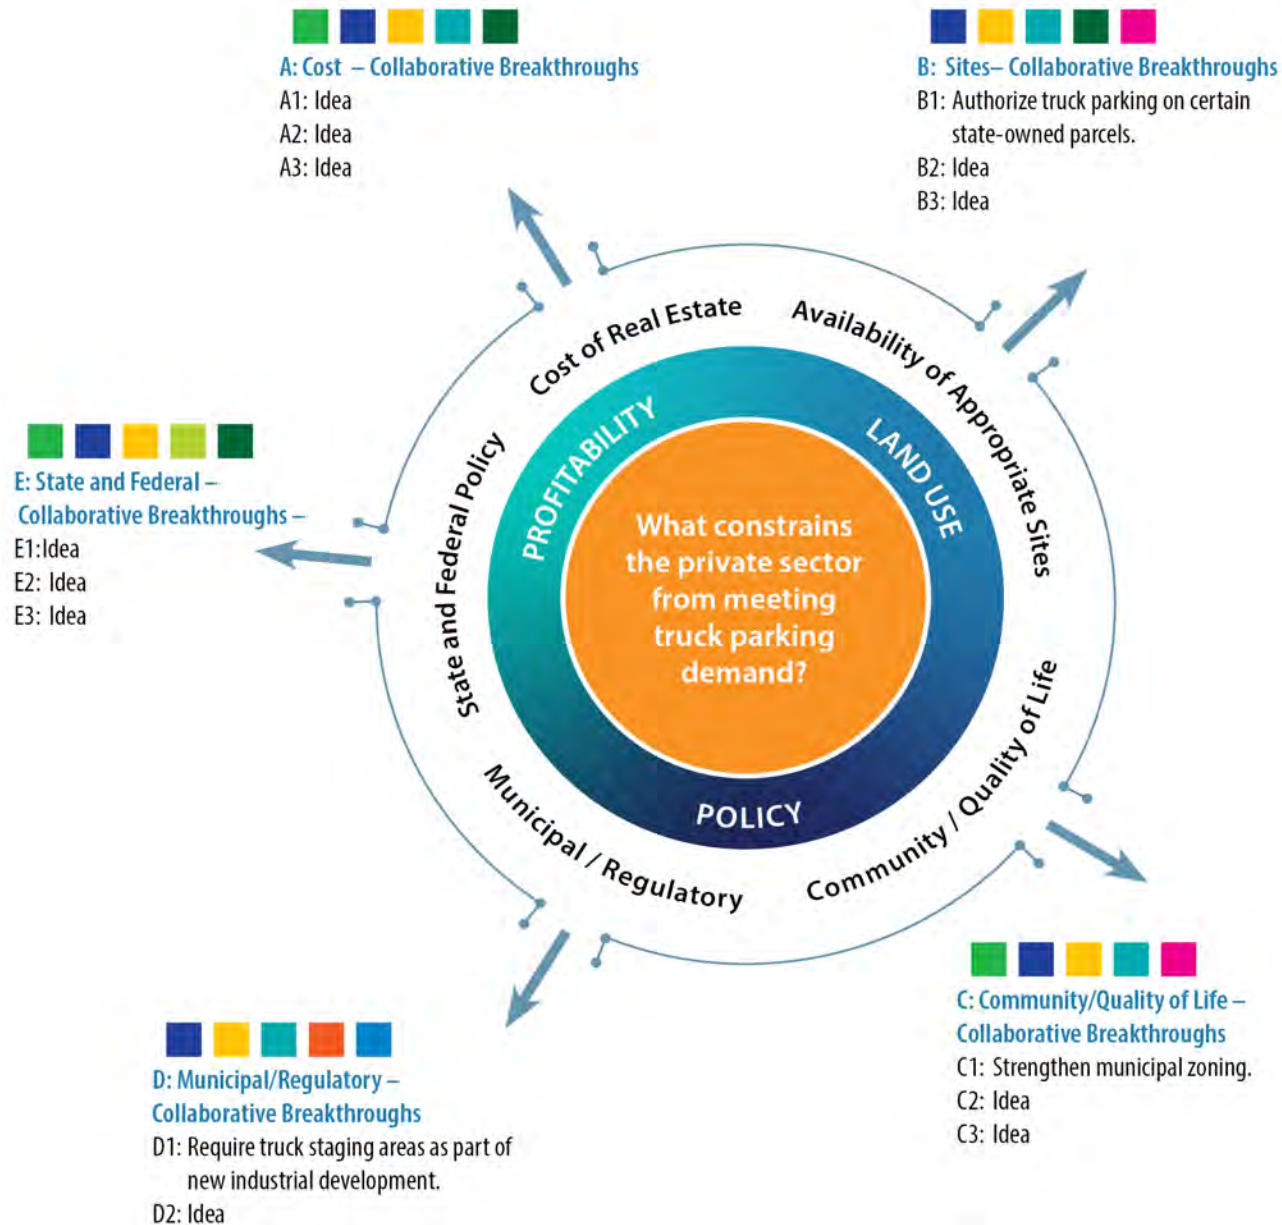 A: Cost – Collaborative Breakthroughs
A1: Idea
A2: Idea
A3: Idea
B: Sites– Collaborative Breakthroughs
B1: Authorize truck parking on certain
state-owned parcels.
B2: Idea
B3: Idea
Cost of Real Estate
Availability of Appropriate Sites
PROFITABILITY
LAND USE
What constrains
the private sector
from meeting
truck parking
demand?
State and Federal Policy
E: State and Federal –
Collaborative Breakthroughs –
E1:Idea
E2: Idea
E3: Idea
POLICY
Municipal / Regulatory
Community / Quality of Life
C: Community/Quality of Life –
Collaborative Breakthroughs
C1: Strengthen municipal zoning.
C2: Idea
C3: Idea
D: Municipal/Regulatory –
Collaborative Breakthroughs
D1: Require truck staging areas as part of
new industrial development.
D2: Idea